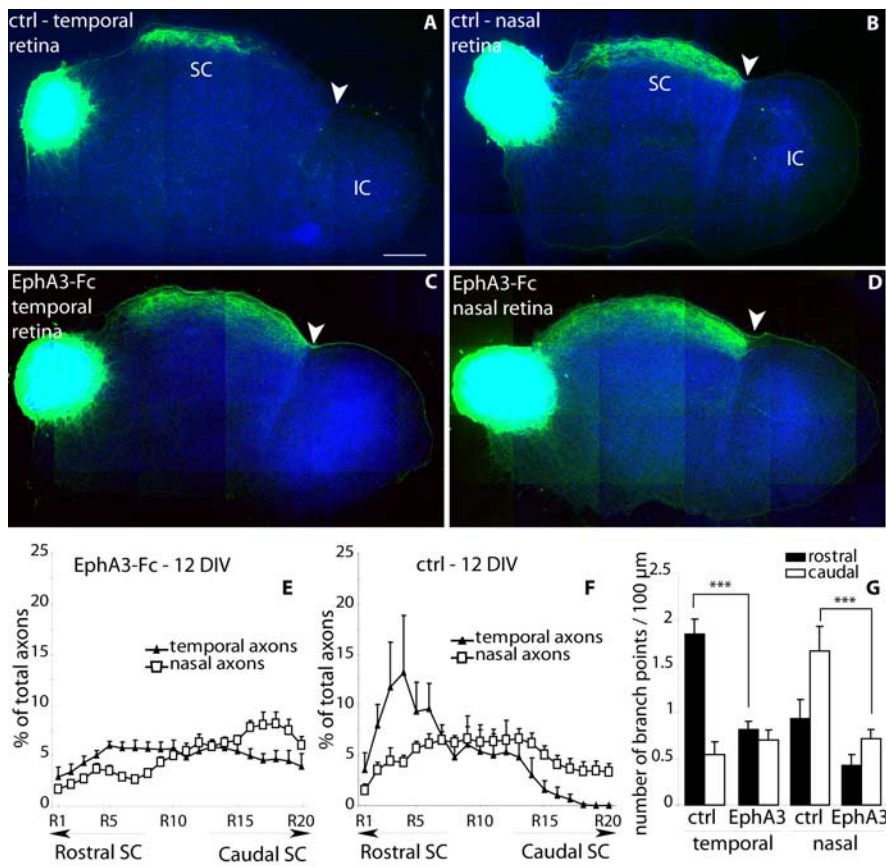 ctrl - temporal
retina
A
SC
IC
ctrl - nasal
retina
B
SC
IC
EphA3-Fc
temporal
retina
C
EphA3-Fc
nasal retina
D
% of total axons
25
20
15
10
5
0
EphA3-Fc - 12 DIV
E
temporal axons
nasal axons
R1 R5 R10 R15 R20
Rostral SC Caudal SC
% of total axons
25
20
15
10
5
0
ctrl - 12 DIV
F
temporal axons
nasal axons
R1 R5 R10 R15 R20
Rostral SC Caudal SC
number of branch points / 100 µm
2.5
2
1.5
1
0.5
0
rostral
caudal
G
***
***
ctrl EphA3 ctrl EphA3
temporal nasal